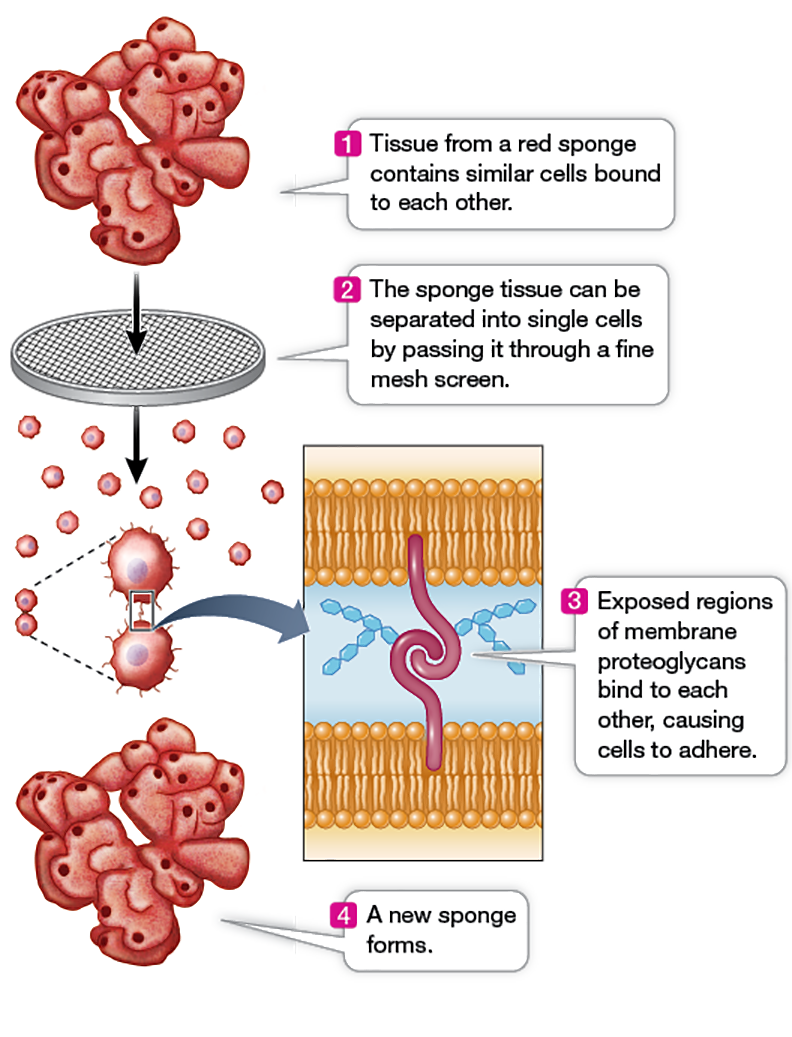 1 Tissue from a red sponge
contains similar cells bound
to each other.
2 The sponge tissue can be
separated into single cells
by passing it through a fine
mesh screen.
3 Exposed regions
of membrane
proteoglycans
bind to each
other, causing
cells to adhere.
4 A new sponge
forms.